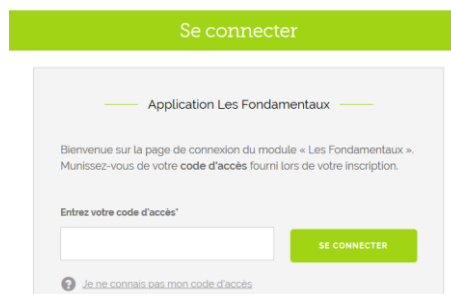 Se connecter
Application Les Fondamentaux
Bienvenue sur la page de connexion du module « Les Fondamentaux ».
Munissez-vous de votre code d'accès fourni lors de votre inscription.
Entrez votre code d'accès*
SE CONNECTER
? Je ne connais pas mon code d'accès